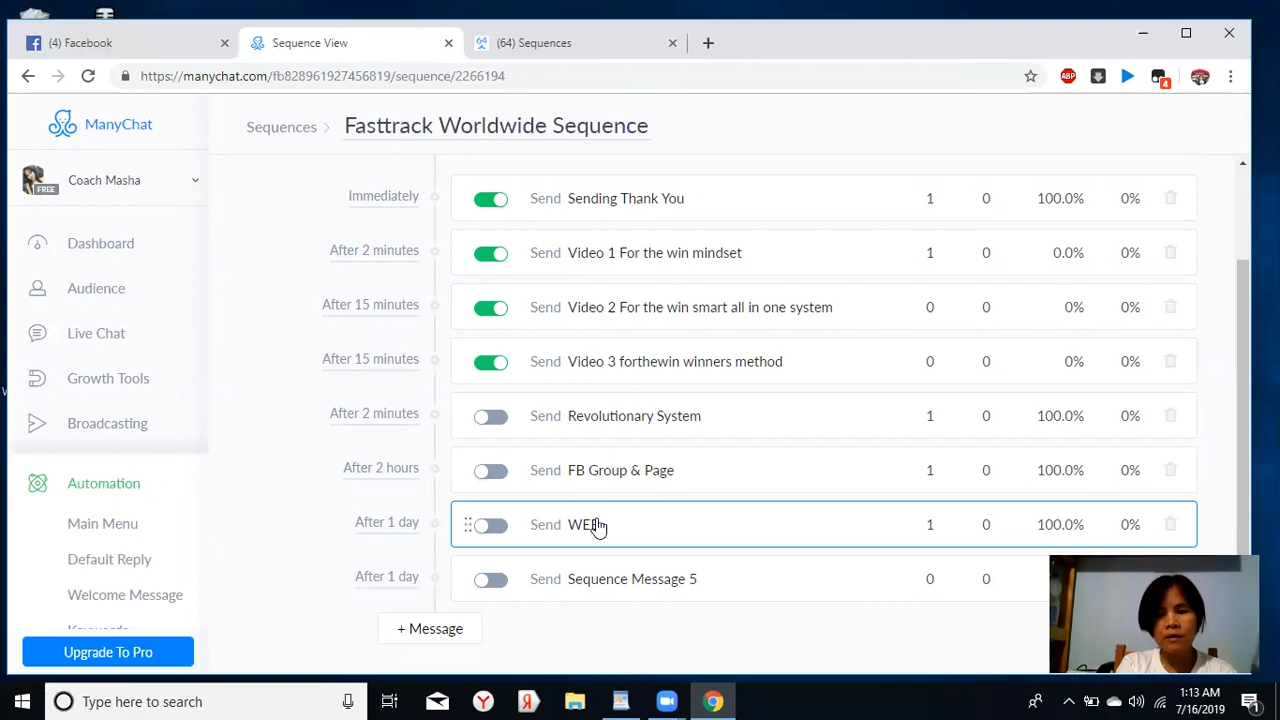 (4) Facebook
Sequence View
(64) Sequences
https://manychat.com/fb828961927456819/sequence/2266194
ABP
4
ManyChat
Sequences
Fasttrack Worldwide Sequence
FREE
Coach Masha
Dashboard
Audience
Live Chat
Growth Tools
Broadcasting
Automation
Main Menu
Default Reply
Welcome Message
Keywords
Upgrade To Pro
Immediately Send Sending Thank You 1 0 100.0% 0%
After 2 minutes Send Video 1 For the win mindset 1 0 0.0% 0%
After 15 minutes Send Video 2 For the win smart all in one system 0 0 0% 0%
After 15 minutes Send Video 3 forthewin winners method 0 0 0% 0%
After 2 minutes Send Revolutionary System 1 0 100.0% 0%
After 2 hours Send FB Group & Page 1 0 100.0% 0%
After 1 day Send 1 0 100.0% 0%
After 1 day Send Sequence Message 5 0 0
+ Message
Type here to search
1:13 AM
7/16/2019
1